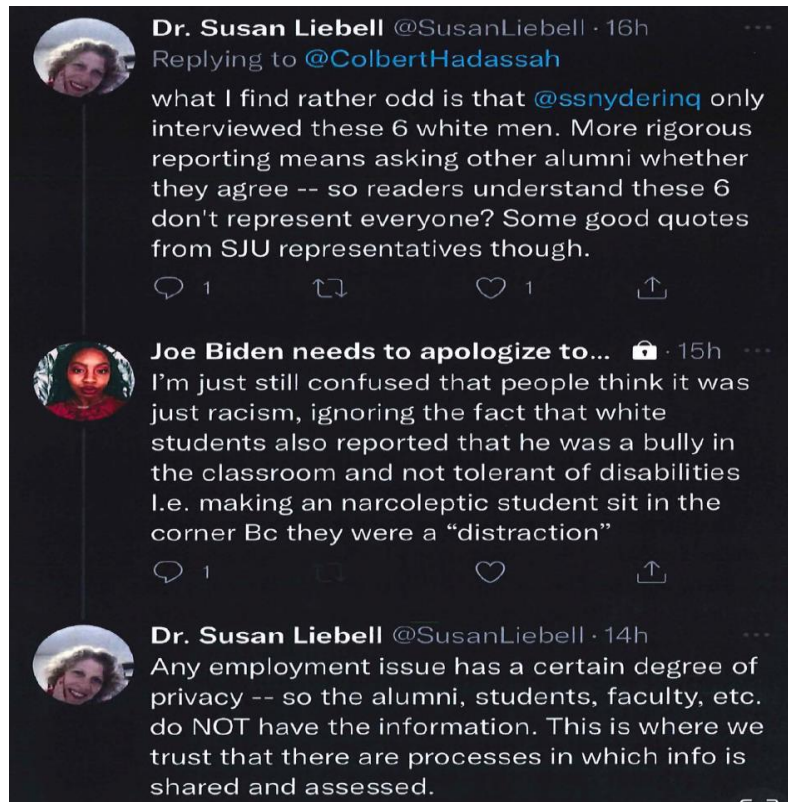 Dr. Susan Liebell @SusanLiebell · 16h
Replying to @ColbertHadassah
what I find rather odd is that @ssnyderinq only
interviewed these 6 white men. More rigorous
reporting means asking other alumni whether
they agree -- so readers understand these 6
don't represent everyone? Some good quotes
from SJU representatives though.
1 1
Joe Biden needs to apologize to... · 15h
I'm just still confused that people think it was
just racism, ignoring the fact that white
students also reported that he was a bully in
the classroom and not tolerant of disabilities
I.e. making an narcoleptic student sit in the
corner Bc they were a “distraction”
1
Dr. Susan Liebell @SusanLiebell · 14h
Any employment issue has a certain degree of
privacy -- so the alumni, students, faculty, etc.
do NOT have the information. This is where we
trust that there are processes in which info is
shared and assessed.